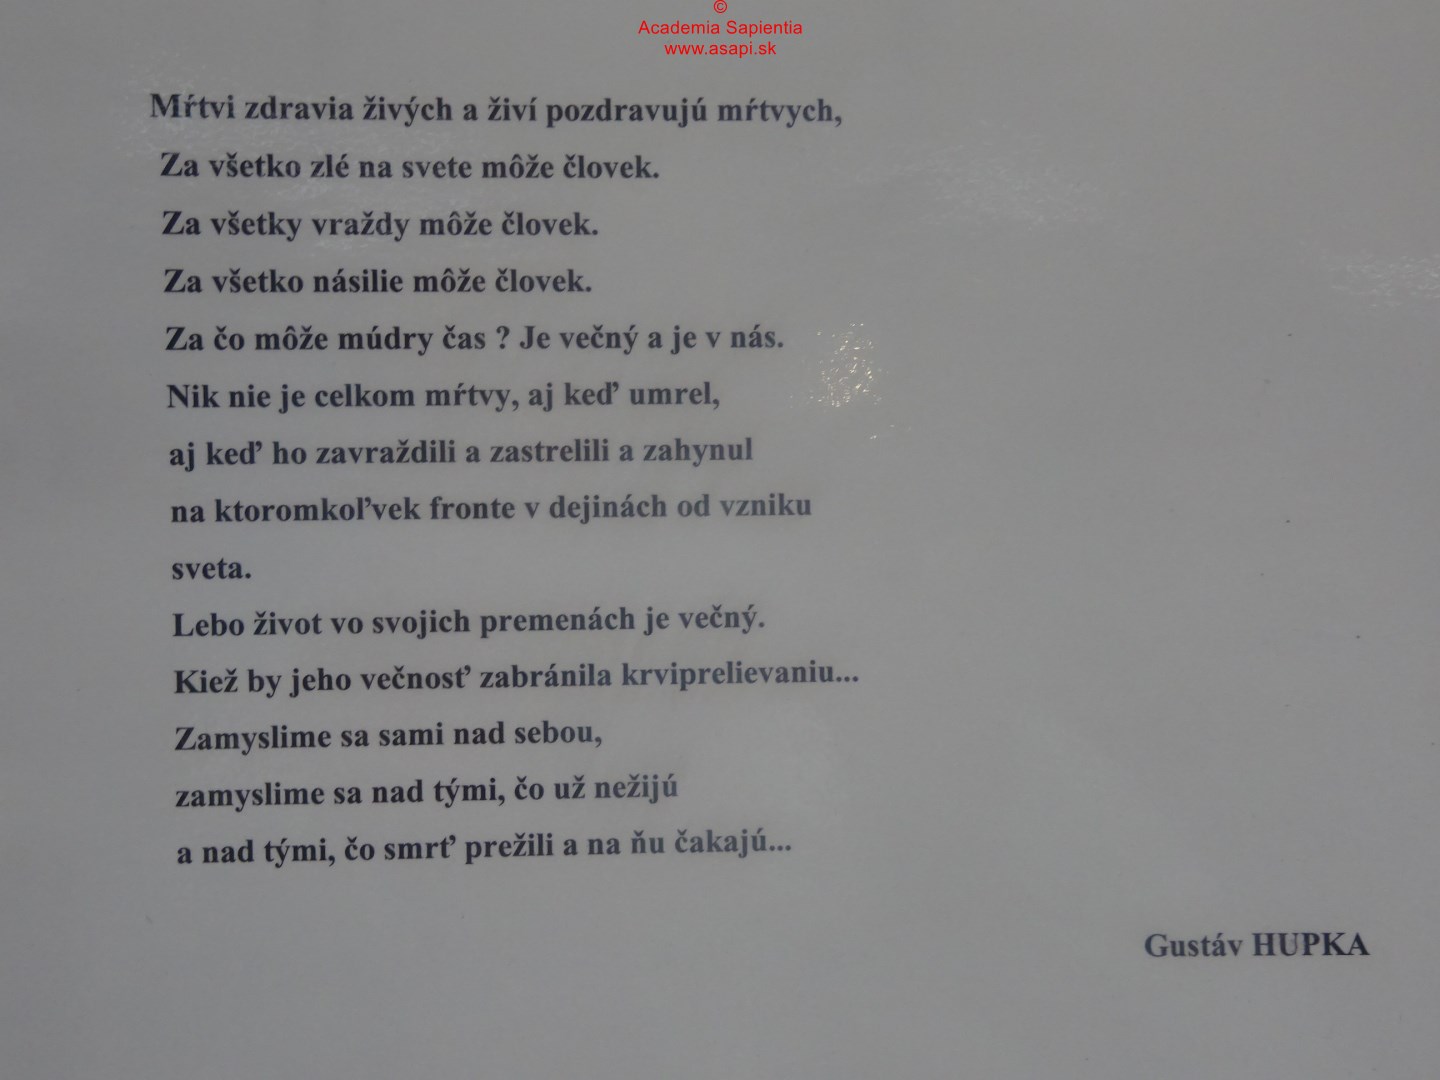 ©
Academia Sapientia
www.asapi.sk
Mŕtvi zdravia živých a živí pozdravujú mŕtvych,
Za všetko zlé na svete môže človek.
Za všetky vraždy môže človek.
Za všetko násilie môže človek.
Za čo môže múdry čas ? Je večný a je v nás.
Nik nie je celkom mŕtvy, aj keď umrel,
aj keď ho zavraždili a zastrelili a zahynul
na ktoromkoľvek fronte v dejinách od vzniku
sveta.
Lebo život vo svojich premenách je večný.
Kiež by jeho večnosť zabránila krviprelievaniu...
Zamyslime sa sami nad sebou,
zamyslime sa nad tými, čo už nežijú
a nad tými, čo smrť prežili a na ňu čakajú...
Gustáv HUPKA